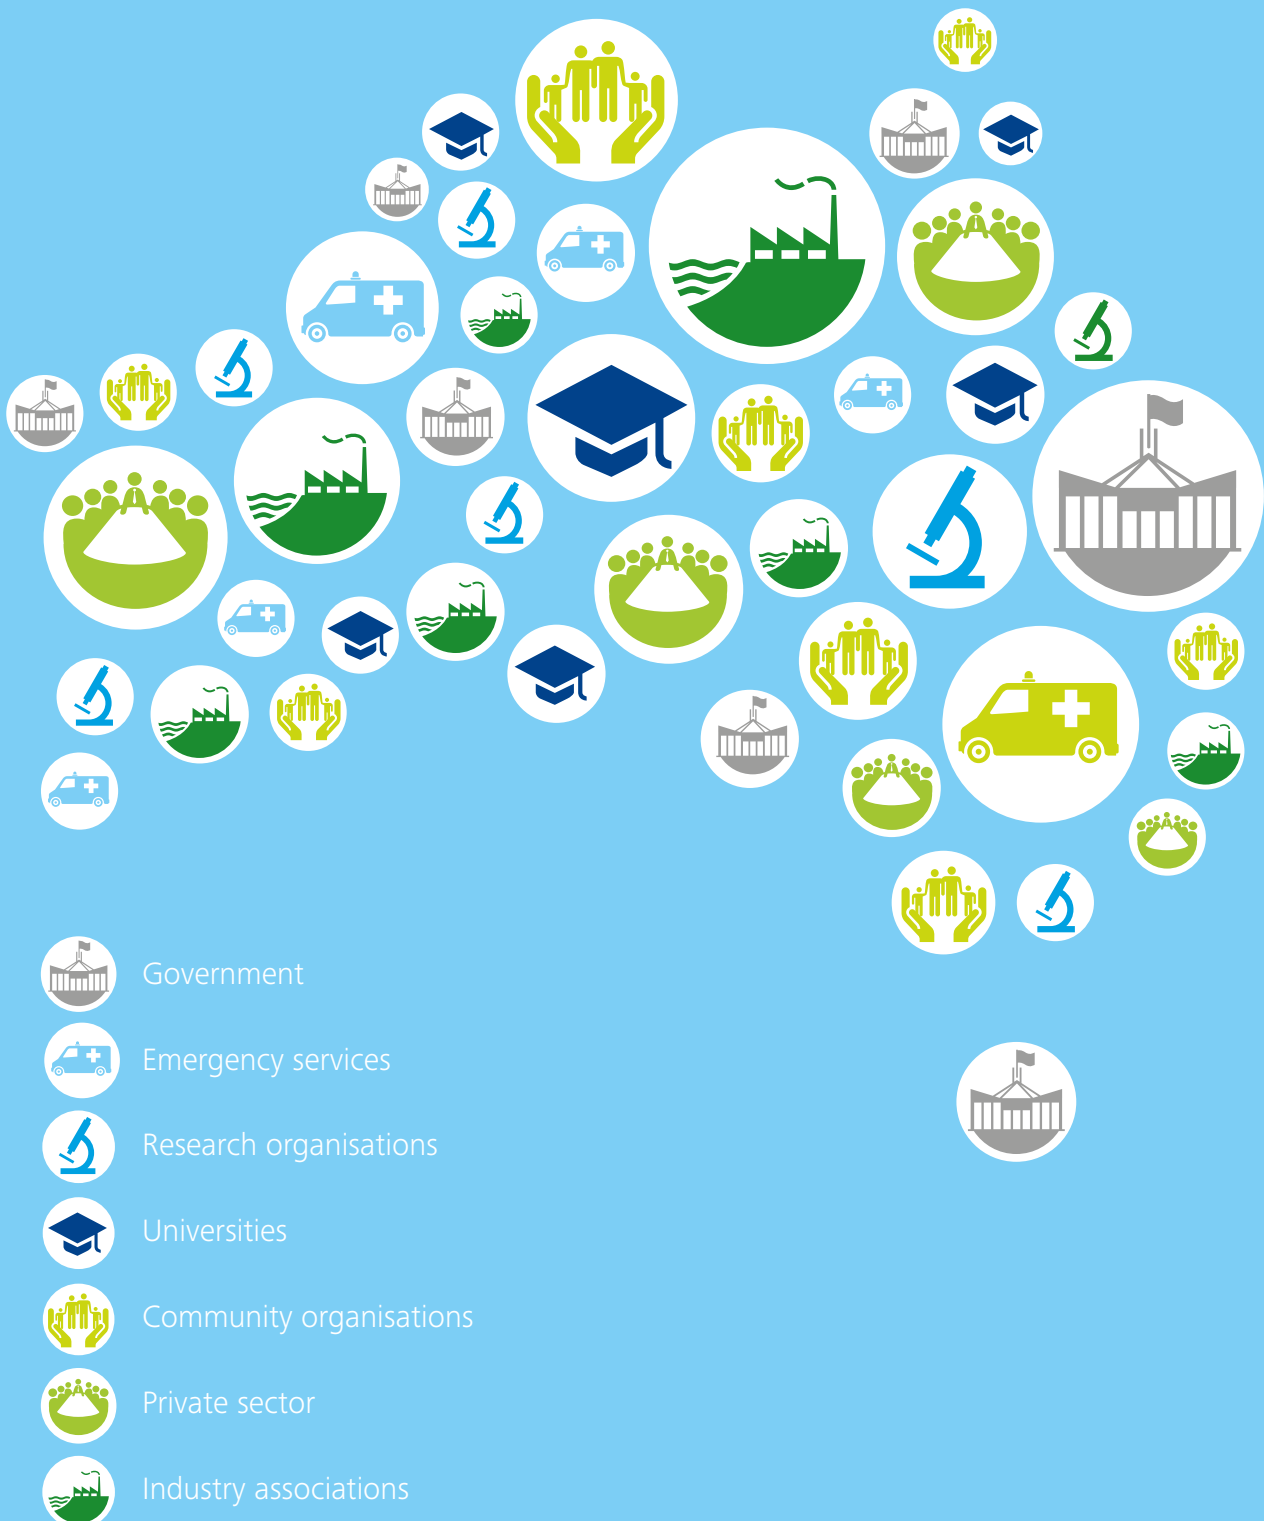 Government
Emergency services
Research organisations
Universities
Community organisations
Private sector
Industry associations